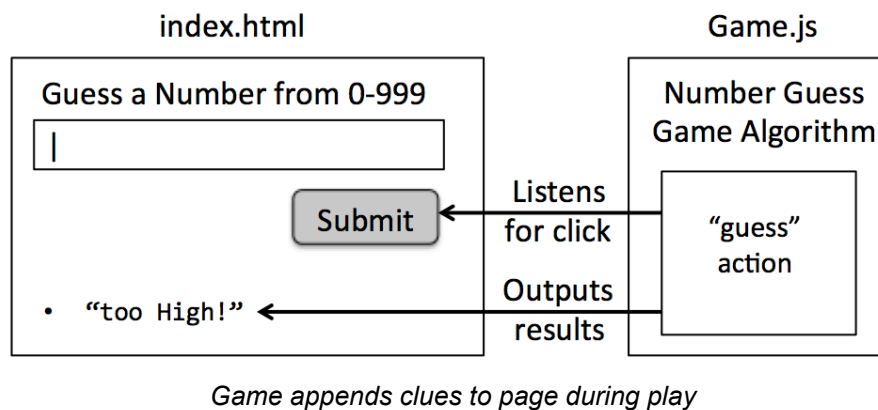 index.html
Guess a Number from 0-999
|
Submit
• “too High!”
Listens
for click
Outputs
results
Game.js
Number Guess
Game Algorithm
“guess”
action
Game appends clues to page during play